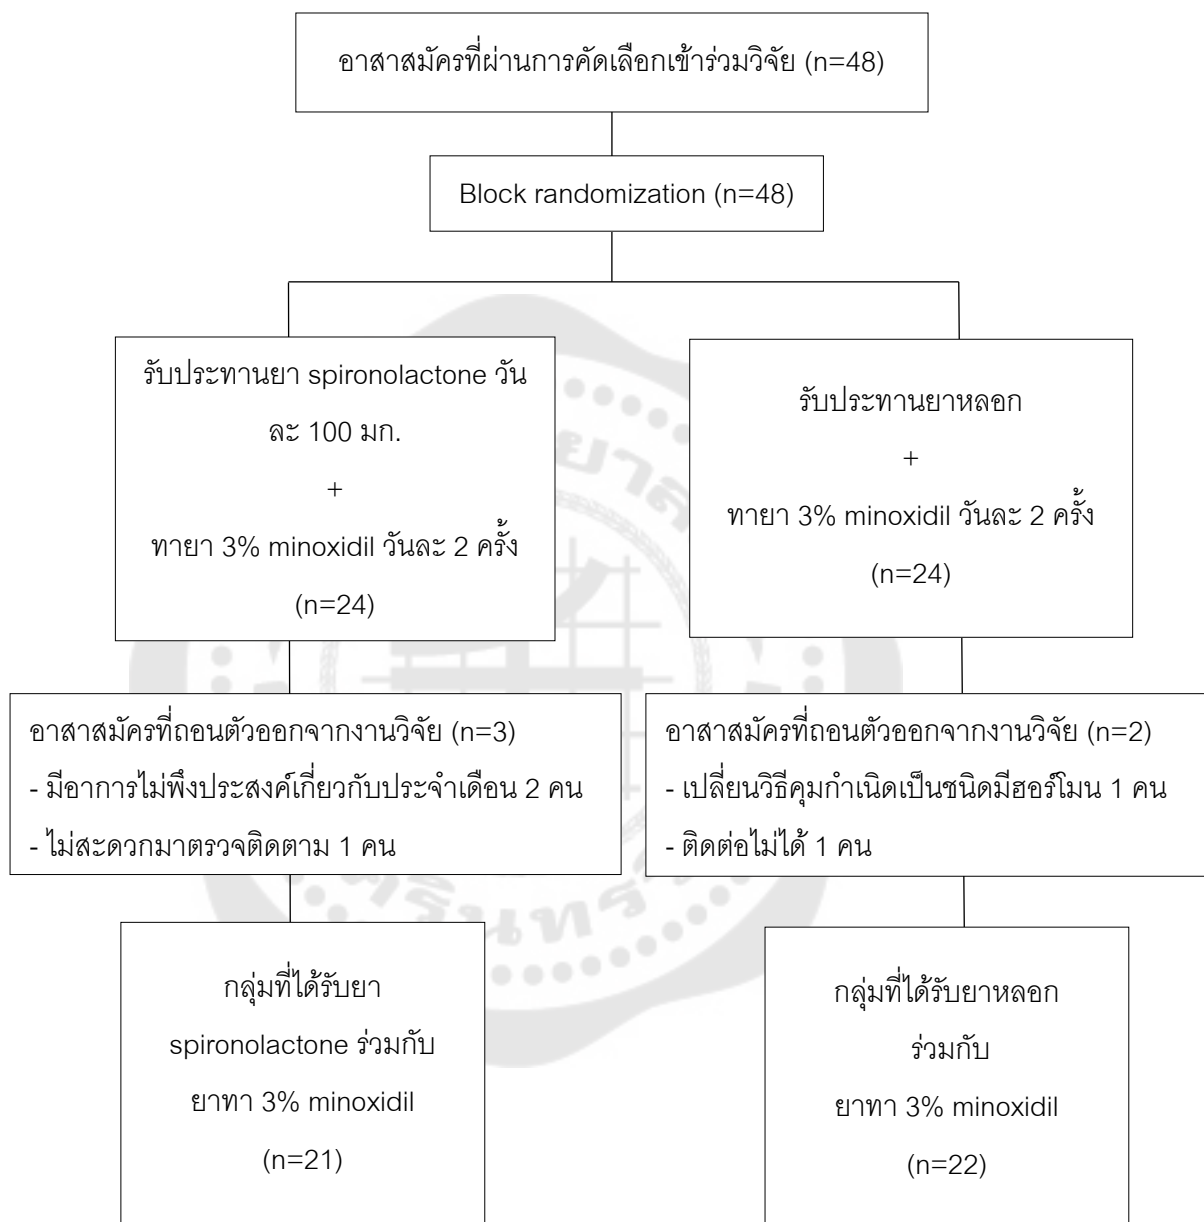 อาสาสมัครที่ผ่านการคัดเลือกเข้าร่วมวิจัย (n=48)
Block randomization (n=48)
รับประทานยา spironolactone วัน
ละ 100 มก.
+
ทายา 3% minoxidil วันละ 2 ครั้ง
(n=24)
รับประทานยาหลอก
+
ทายา 3% minoxidil วันละ 2 ครั้ง
(n=24)
อาสาสมัครที่ถอนตัวออกจากงานวิจัย (n=3)
- มีอาการไม่พึงประสงค์เกี่ยวกับประจำเดือน 2 คน
- ไม่สะดวกมาตรวจติดตาม 1 คน
อาสาสมัครที่ถอนตัวออกจากงานวิจัย (n=2)
- เปลี่ยนวิธีคุมกำเนิดเป็นชนิดมีฮอร์โมน 1 คน
- ติดต่อไม่ได้ 1 คน
กลุ่มที่ได้รับยา
spironolactone ร่วมกับ
ยาทา 3% minoxidil
(n=21)
กลุ่มที่ได้รับยาหลอก
ร่วมกับ
ยาทา 3% minoxidil
(n=22)